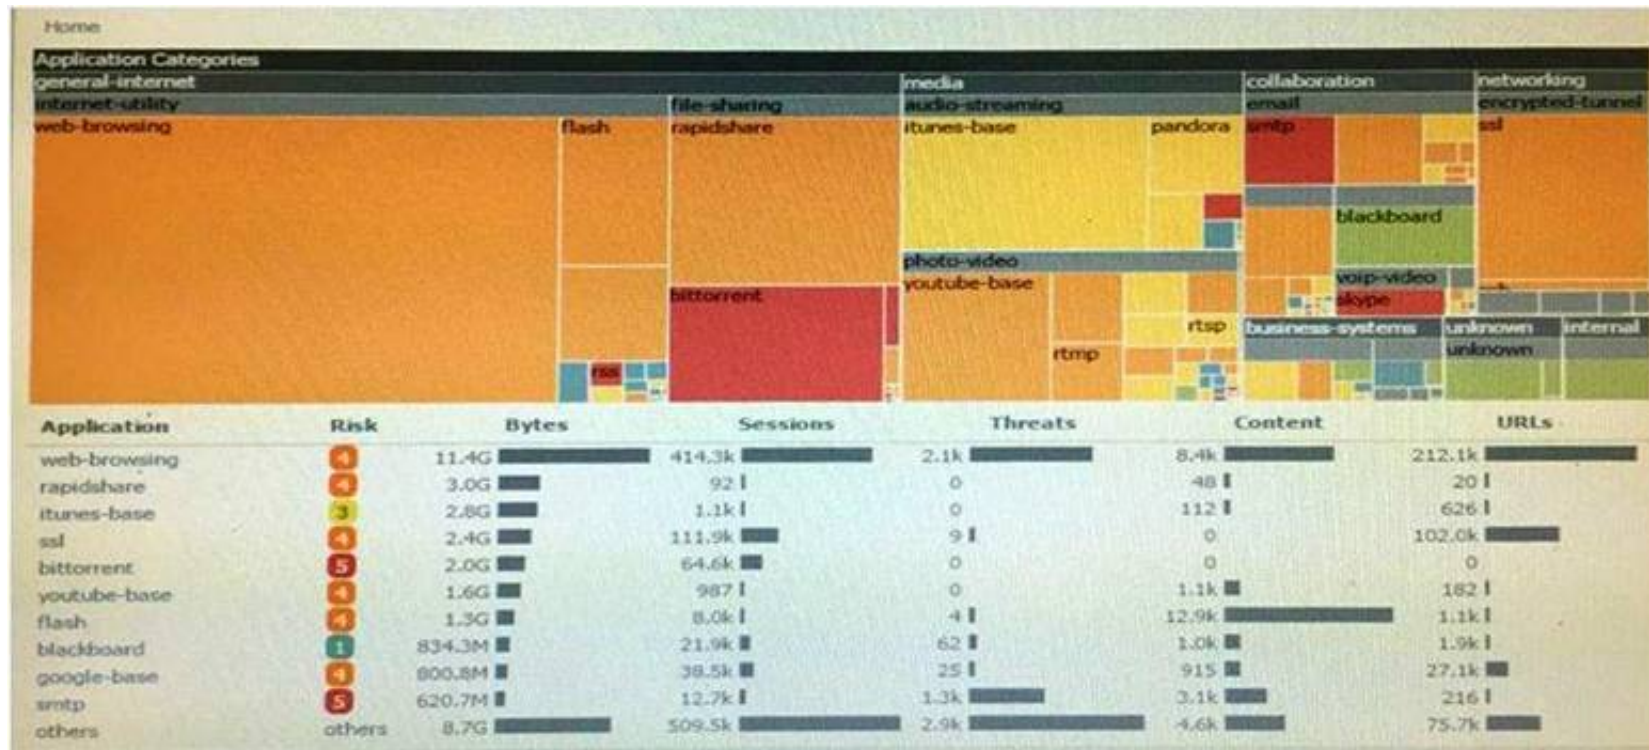 Home
Application Categories
general-internet media collaboration networking
internet-utility file-sharing audio-streaming email encrypted-tunnel
web-browsing flash rapidshare itunes-base pandora smtp ssl
blackboard
photo-video
voip-video
youtube-base
bittorrent skype
rtsp business-systems unknown internal
rtmp unknown
rss
Application Risk Bytes Sessions Threats Content URLs
web-browsing 4 11.4G 414.3k 2.1k 8.4k 212.1k
rapidshare 4 3.0G 92 0 48 20
itunes-base 3 2.8G 1.1k 0 112 626
ssl 4 2.4G 111.9k 9 0 102.0k
bittorrent 5 2.0G 64.6k 0 0 0
youtube-base 4 1.6G 987 0 1.1k 182
flash 4 1.3G 8.0k 4 12.9k 1.1k
blackboard 1 834.3M 21.9k 62 1.0k 1.9k
google-base 4 800.8M 38.5k 25 915 27.1k
smtp 5 620.7M 12.7k 1.3k 3.1k 216
others others 8.7G 509.5k 2.9k 4.6k 75.7k